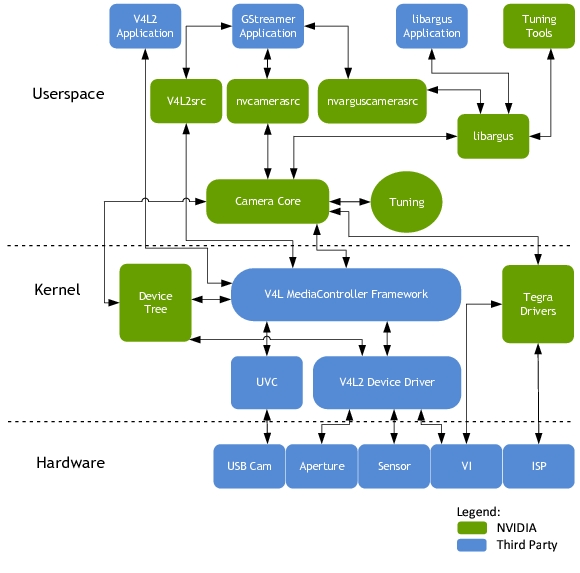 V4L2
Application
GStreamer
Application
libargus
Application
Tuning
Tools
Userspace
V4L2src
nvcamerasrc
nvarguscamerasrc
libargus
Camera Core
Tuning
Kernel
Device
Tree
V4L MediaController Framework
Tegra
Drivers
UVC
V4L2 Device Driver
Hardware
USB Cam
Aperture
Sensor
VI
ISP
Legend:
NVIDIA
Third Party